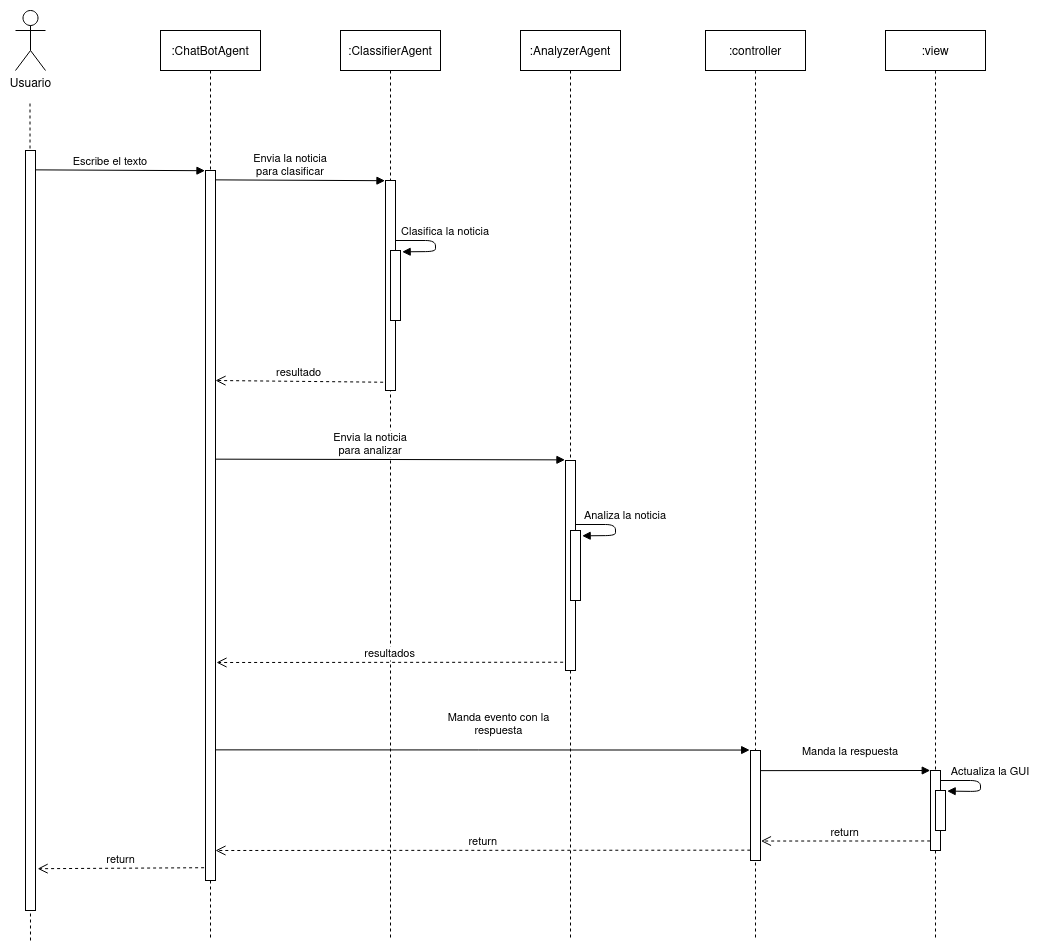 Usuario
:ChatBotAgent
:ClassifierAgent
:AnalyzerAgent
:controller
:view
Escribe el texto
Envia la noticia
para clasificar
Clasifica la noticia
resultado
Envia la noticia
para analizar
Analiza la noticia
resultados
Manda evento con la
respuesta
Manda la respuesta
Actualiza la GUI
return
return
return